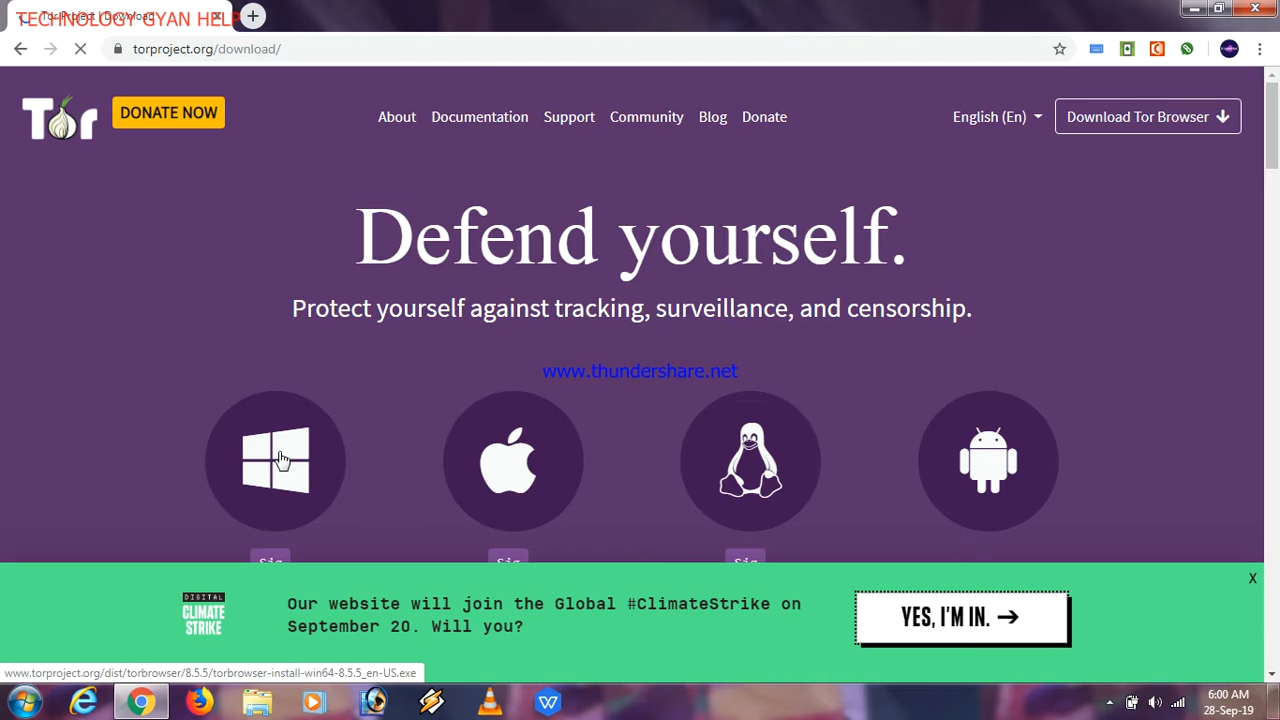 TECHNOLOGY GYAN HELP
torproject.org/download/
Tor
DONATE NOW
About Documentation Support Community Blog Donate
English (En)
Download Tor Browser
Defend yourself.
Protect yourself against tracking, surveillance, and censorship.
www.thundershare.net
Sig Sig Sig
DIGITAL
CLIMATE
STRIKE
Our website will join the Global #ClimateStrike on
September 20. Will you?
YES, I'M IN.
X
www.torproject.org/dist/torbrowser/8.5.5/torbrowser-install-win64-8.5.5_en-US.exe
6:00 AM
28-Sep-19